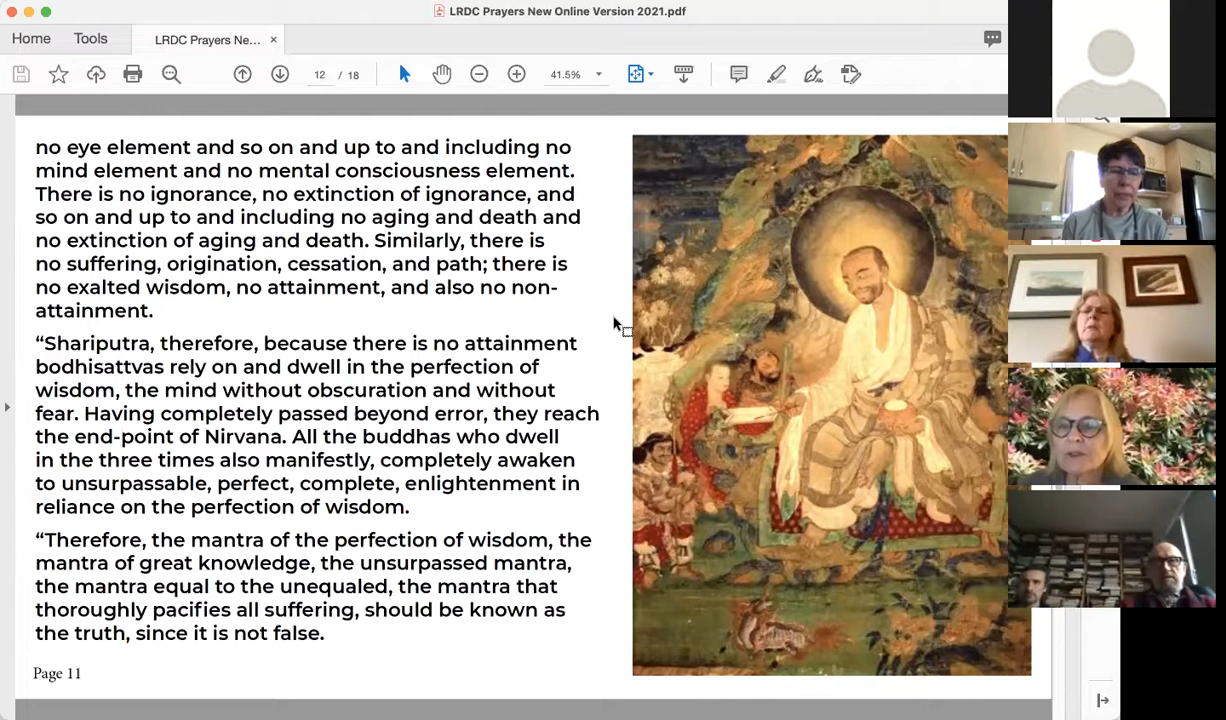 LRDC Prayers New Online Version 2021.pdf
Home Tools LRDC Prayers Ne... ×
12 / 18 41.5%
no eye element and so on and up to and including no
mind element and no mental consciousness element.
There is no ignorance, no extinction of ignorance, and
so on and up to and including no aging and death and
no extinction of aging and death. Similarly, there is
no suffering, origination, cessation, and path; there is
no exalted wisdom, no attainment, and also no non-
attainment.
“Shariputra, therefore, because there is no attainment
bodhisattvas rely on and dwell in the perfection of
wisdom, the mind without obscuration and without
fear. Having completely passed beyond error, they reach
the end-point of Nirvana. All the buddhas who dwell
in the three times also manifestly, completely awaken
to unsurpassable, perfect, complete, enlightenment in
reliance on the perfection of wisdom.
“Therefore, the mantra of the perfection of wisdom, the
mantra of great knowledge, the unsurpassed mantra,
the mantra equal to the unequaled, the mantra that
thoroughly pacifies all suffering, should be known as
the truth, since it is not false.
Page 11